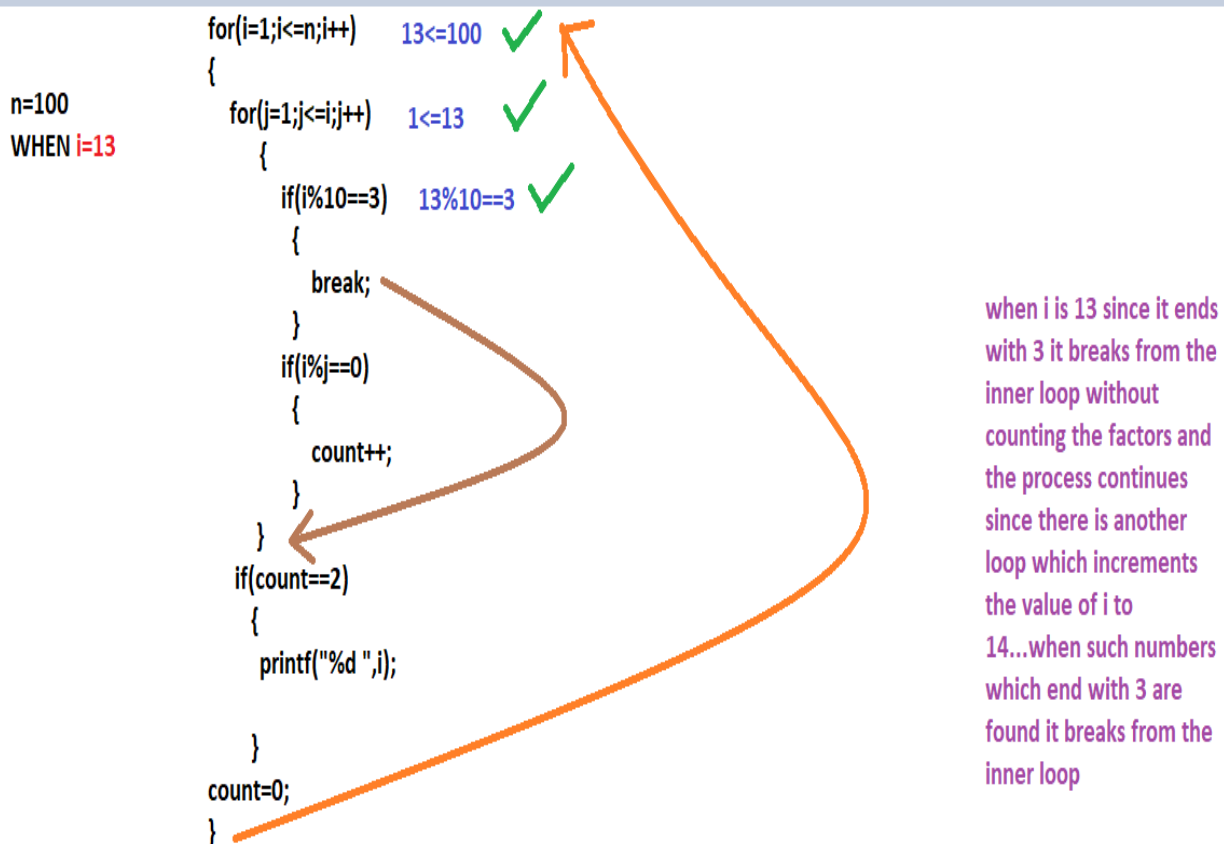 for(i=1;i<=n;i++) 13<=100
{
n=100
for(j=1;j<=i;j++) 1<=13
WHEN i=13
{
if(i%10==3) 13%10==3
{
break;
}
if(i%j==0)
{
count++;
}
}
if(count==2)
{
printf("%d ",i);
}
count=0;
}
when i is 13 since it ends
with 3 it breaks from the
inner loop without
counting the factors and
the process continues
since there is another
loop which increments
the value of i to
14...when such numbers
which end with 3 are
found it breaks from the
inner loop